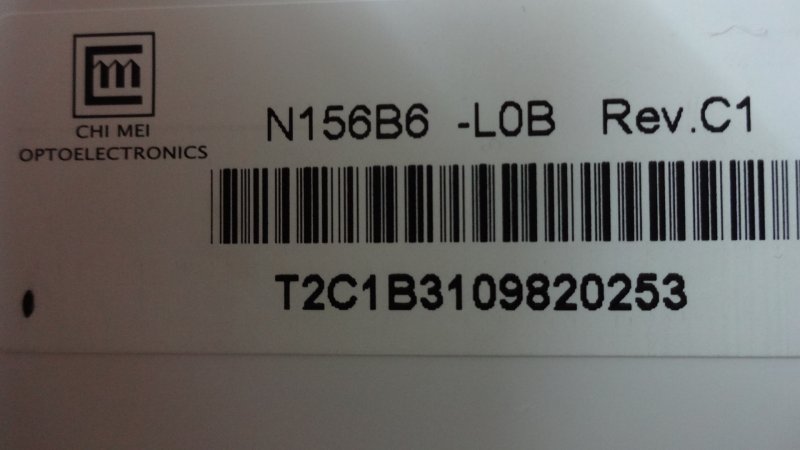 CHI MEI
OPTOELECTRONICS
N156B6 -L0B Rev.C1
T2C1B3109820253